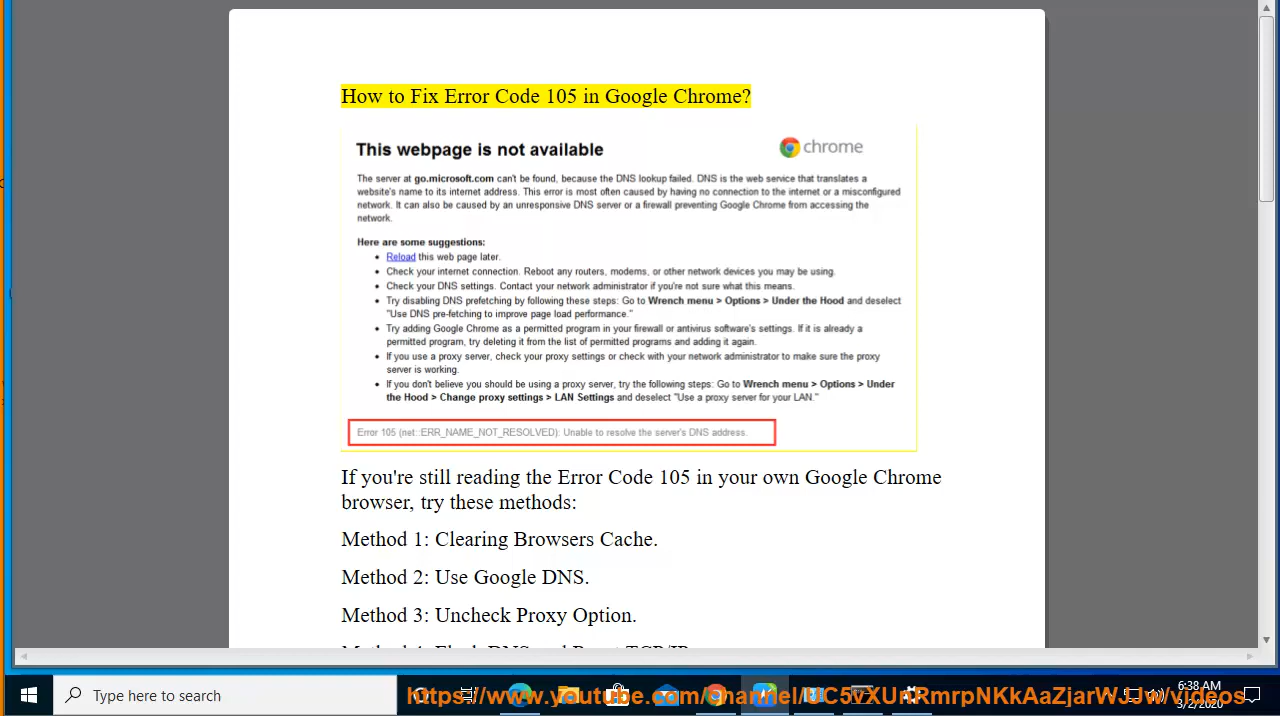 How to Fix Error Code 105 in Google Chrome?
This webpage is not available
chrome
The server at go.microsoft.com can't be found, because the DNS lookup failed. DNS is the web service that translates a
website's name to its internet address. This error is most often caused by having no connection to the internet or a misconfigured
network. It can also be caused by an unresponsive DNS server or a firewall preventing Google Chrome from accessing the
network.
Here are some suggestions:
• Reload this web page later.
• Check your internet connection. Reboot any routers, modems, or other network devices you may be using.
• Check your DNS settings. Contact your network administrator if you're not sure what this means.
• Try disabling DNS prefetching by following these steps: Go to Wrench menu > Options > Under the Hood and deselect
"Use DNS pre-fetching to improve page load performance."
• Try adding Google Chrome as a permitted program in your firewall or antivirus software's settings. If it is already a
permitted program, try deleting it from the list of permitted programs and adding it again.
• If you use a proxy server, check your proxy settings or check with your network administrator to make sure the proxy
server is working.
• If you don't believe you should be using a proxy server, try the following steps: Go to Wrench menu > Options > Under
the Hood > Change proxy settings > LAN Settings and deselect "Use a proxy server for your LAN."
Error 105 (net::ERR_NAME_NOT_RESOLVED): Unable to resolve the server's DNS address.
If you're still reading the Error Code 105 in your own Google Chrome
browser, try these methods:
Method 1: Clearing Browsers Cache.
Method 2: Use Google DNS.
Method 3: Uncheck Proxy Option.
Type here to search
6:38 AM
3/2/2020